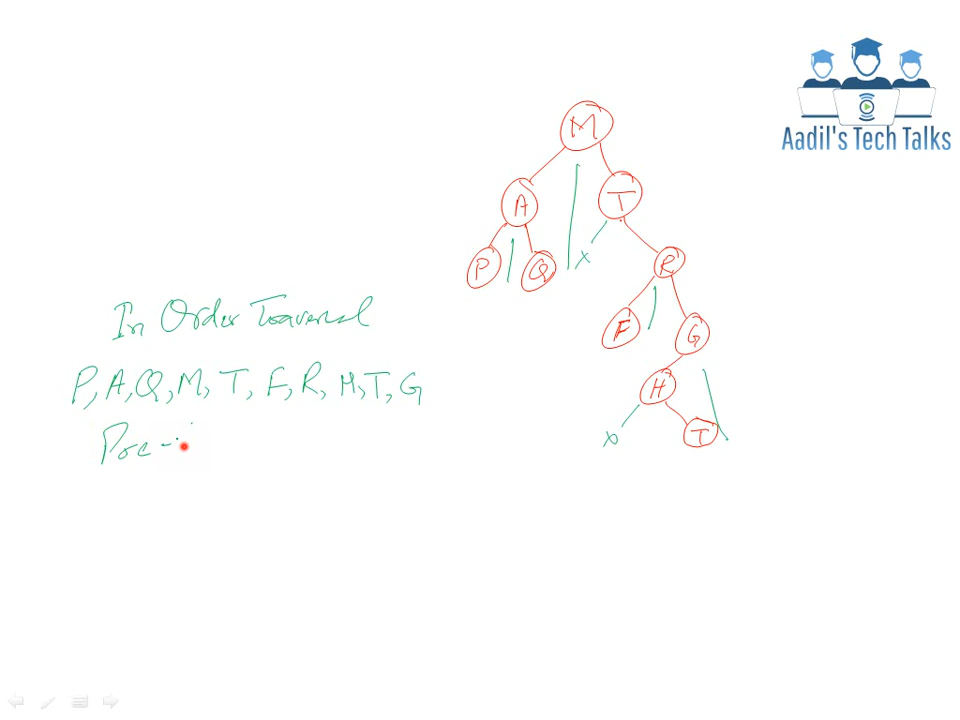 Aadil's Tech Talks
M
A
T
P
Q
X
R
F
G
H
X
T
In Order Traversal
P, A, Q, M, T, F, R, H, T, G
Pre-